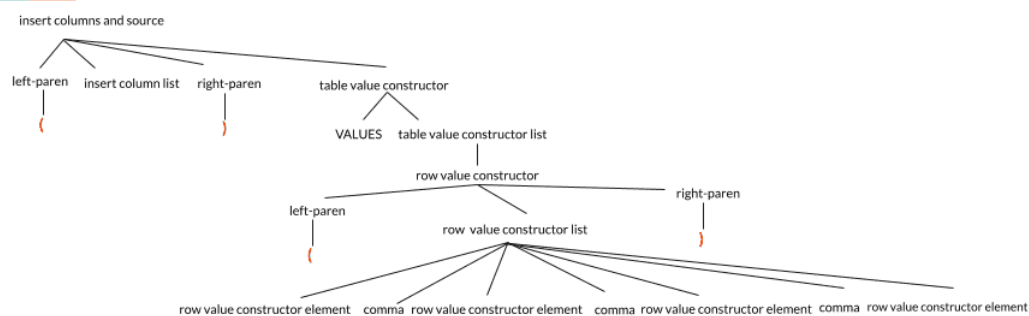 insert columns and source
left-paren insert column list right-paren table value constructor
( )
VALUES table value constructor list
row value constructor
right-paren
left-paren
row value constructor list
)
(
row value constructor element comma row value constructor element comma row value constructor element comma row value constructor element